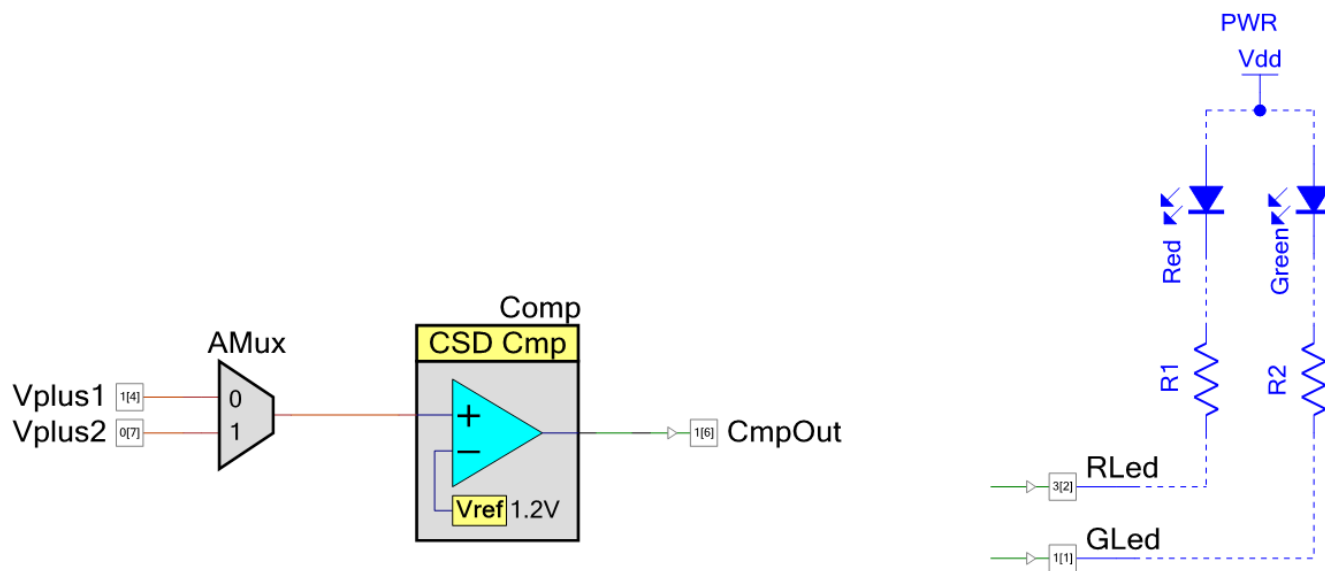 PWR
Vdd
Red
Green
R1
R2
Comp
CSD Cmp
AMux
Vplus1 1[4] 0
Vplus2 0[7] 1
+
−
Vref 1.2V
1[6] CmpOut
3[2] RLed
1[1] GLed